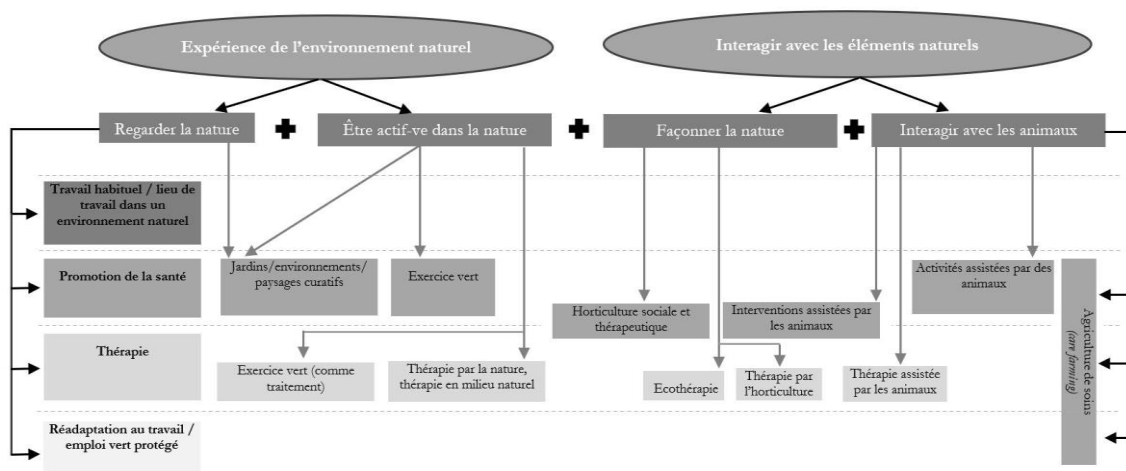 Expérience de l'environnement naturel
Interagir avec les éléments naturels
Regarder la nature
Être actif-ve dans la nature
Façonner la nature
Interagir avec les animaux
Travail habituel / lieu de
travail dans un
environnement naturel
Promotion de la santé
Jardins/environnements/
paysages curatifs
Exercice vert
Horticulture sociale et
thérapeutique
Interventions assistées par
les animaux
Activités assistées par des
animaux
Thérapie
Exercice vert (comme
traitement)
Thérapie par la nature,
thérapie en milieu naturel
Ecothérapie
Thérapie par
l'horticulture
Thérapie assistée
par les animaux
Agriculture de soins
(care farming)
Réadaptation au travail /
emploi vert protégé